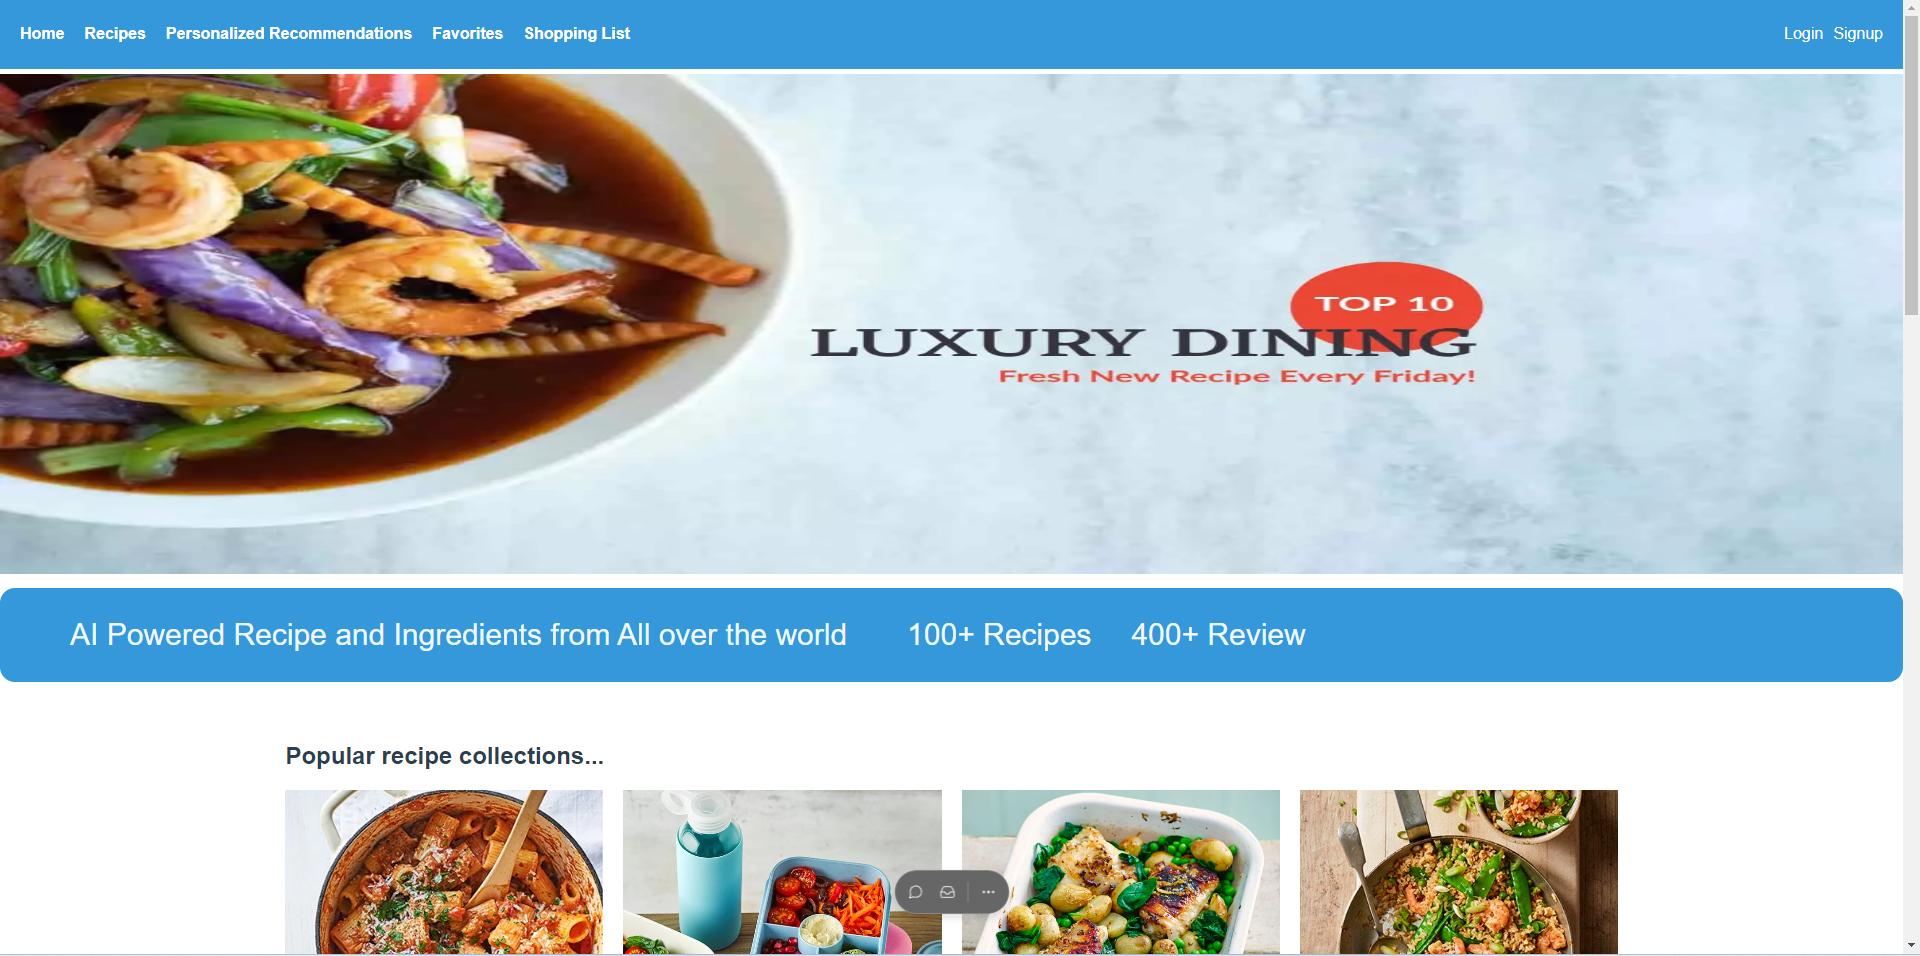 Home Recipes Personalized Recommendations Favorites Shopping List Login Signup
TOP 10
LUXURY DINING
Fresh New Recipe Every Friday!
AI Powered Recipe and Ingredients from All over the world 100+ Recipes 400+ Review
Popular recipe collections...